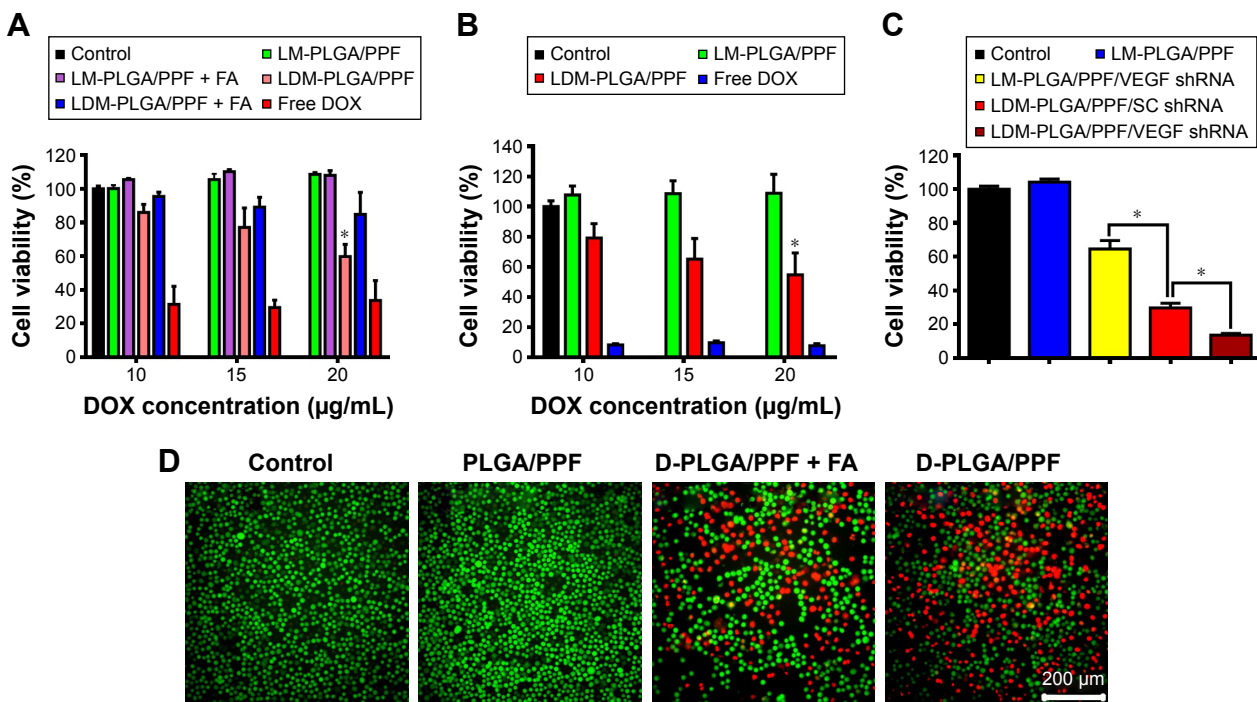 A
Control
LM-PLGA/PPF
LM-PLGA/PPF + FA
LDM-PLGA/PPF
LDM-PLGA/PPF + FA
Free DOX
Cell viability (%)
120
100
80
60
40
20
0
*
10
15
20
DOX concentration (µg/mL)
B
Control
LM-PLGA/PPF
LDM-PLGA/PPF
Free DOX
Cell viability (%)
140
120
100
80
60
40
20
0
*
10
15
20
DOX concentration (µg/mL)
C
Control
LM-PLGA/PPF
LM-PLGA/PPF/VEGF shRNA
LDM-PLGA/PPF/SC shRNA
LDM-PLGA/PPF/VEGF shRNA
Cell viability (%)
120
100
80
60
40
20
0
*
*
D
Control
PLGA/PPF
D-PLGA/PPF + FA
D-PLGA/PPF
200 µm